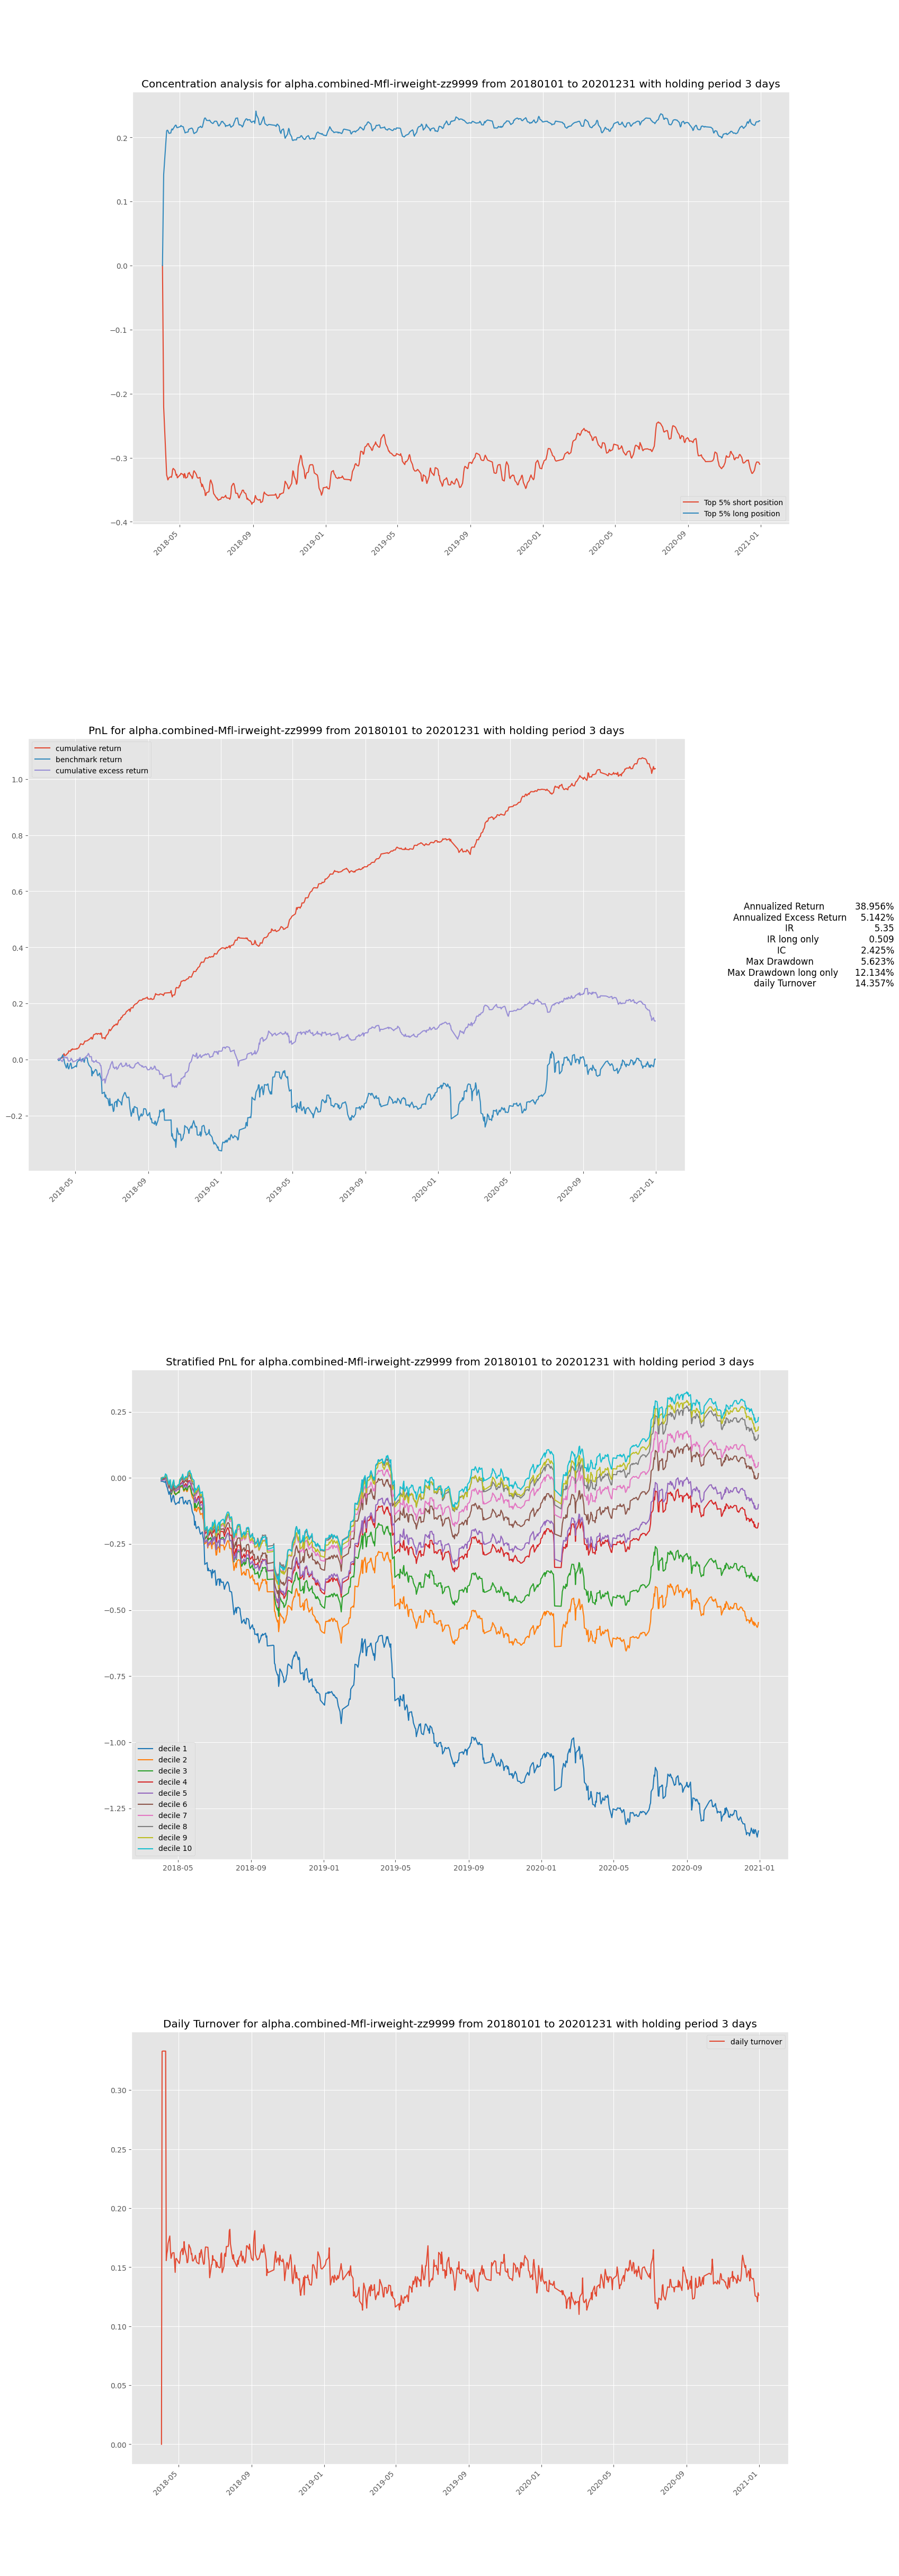 Concentration analysis for alpha.combined-Mfl-irweight-zz9999 from 20180101 to 20201231 with holding period 3 days
0.2
0.1
0.0
−0.1
−0.2
−0.3
−0.4
Top 5% short position
Top 5% long position
2018-05 2018-09 2019-01 2019-05 2019-09 2020-01 2020-05 2020-09 2021-01
PnL for alpha.combined-Mfl-irweight-zz9999 from 20180101 to 20201231 with holding period 3 days
cumulative return
benchmark return
cumulative excess return
1.0
0.8
0.6
0.4
0.2
0.0
−0.2
2018-05 2018-09 2019-01 2019-05 2019-09 2020-01 2020-05 2020-09 2021-01
Annualized Return 38.956%
Annualized Excess Return 5.142%
IR 5.35
IR long only 0.509
IC 2.425%
Max Drawdown 5.623%
Max Drawdown long only 12.134%
daily Turnover 14.357%
Stratified PnL for alpha.combined-Mfl-irweight-zz9999 from 20180101 to 20201231 with holding period 3 days
0.25
0.00
−0.25
−0.50
−0.75
−1.00
−1.25
decile 1
decile 2
decile 3
decile 4
decile 5
decile 6
decile 7
decile 8
decile 9
decile 10
2018-05 2018-09 2019-01 2019-05 2019-09 2020-01 2020-05 2020-09 2021-01
Daily Turnover for alpha.combined-Mfl-irweight-zz9999 from 20180101 to 20201231 with holding period 3 days
daily turnover
0.30
0.25
0.20
0.15
0.10
0.05
0.00
2018-05 2018-09 2019-01 2019-05 2019-09 2020-01 2020-05 2020-09 2021-01